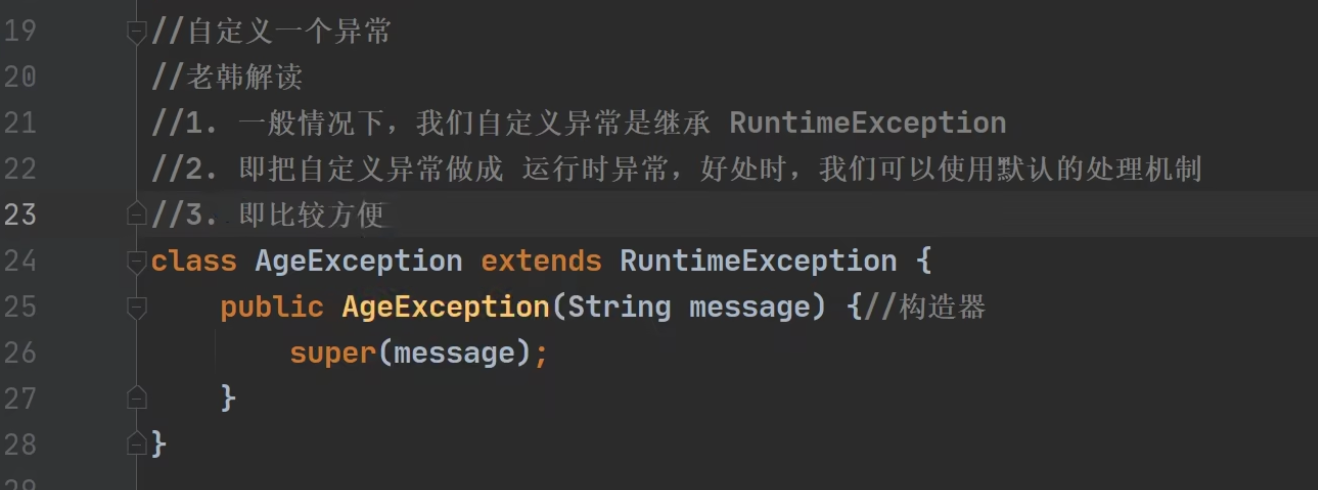 19 //自定义一个异常
20 //老韩解读
21 //1. 一般情况下，我们自定义异常是继承 RuntimeException
22 //2. 即把自定义异常做成 运行时异常，好处时，我们可以使用默认的处理机制
23 //3. 即比较方便
24 class AgeException extends RuntimeException {
25     public AgeException(String message) {//构造器
26         super(message);
27     }
28 }
29